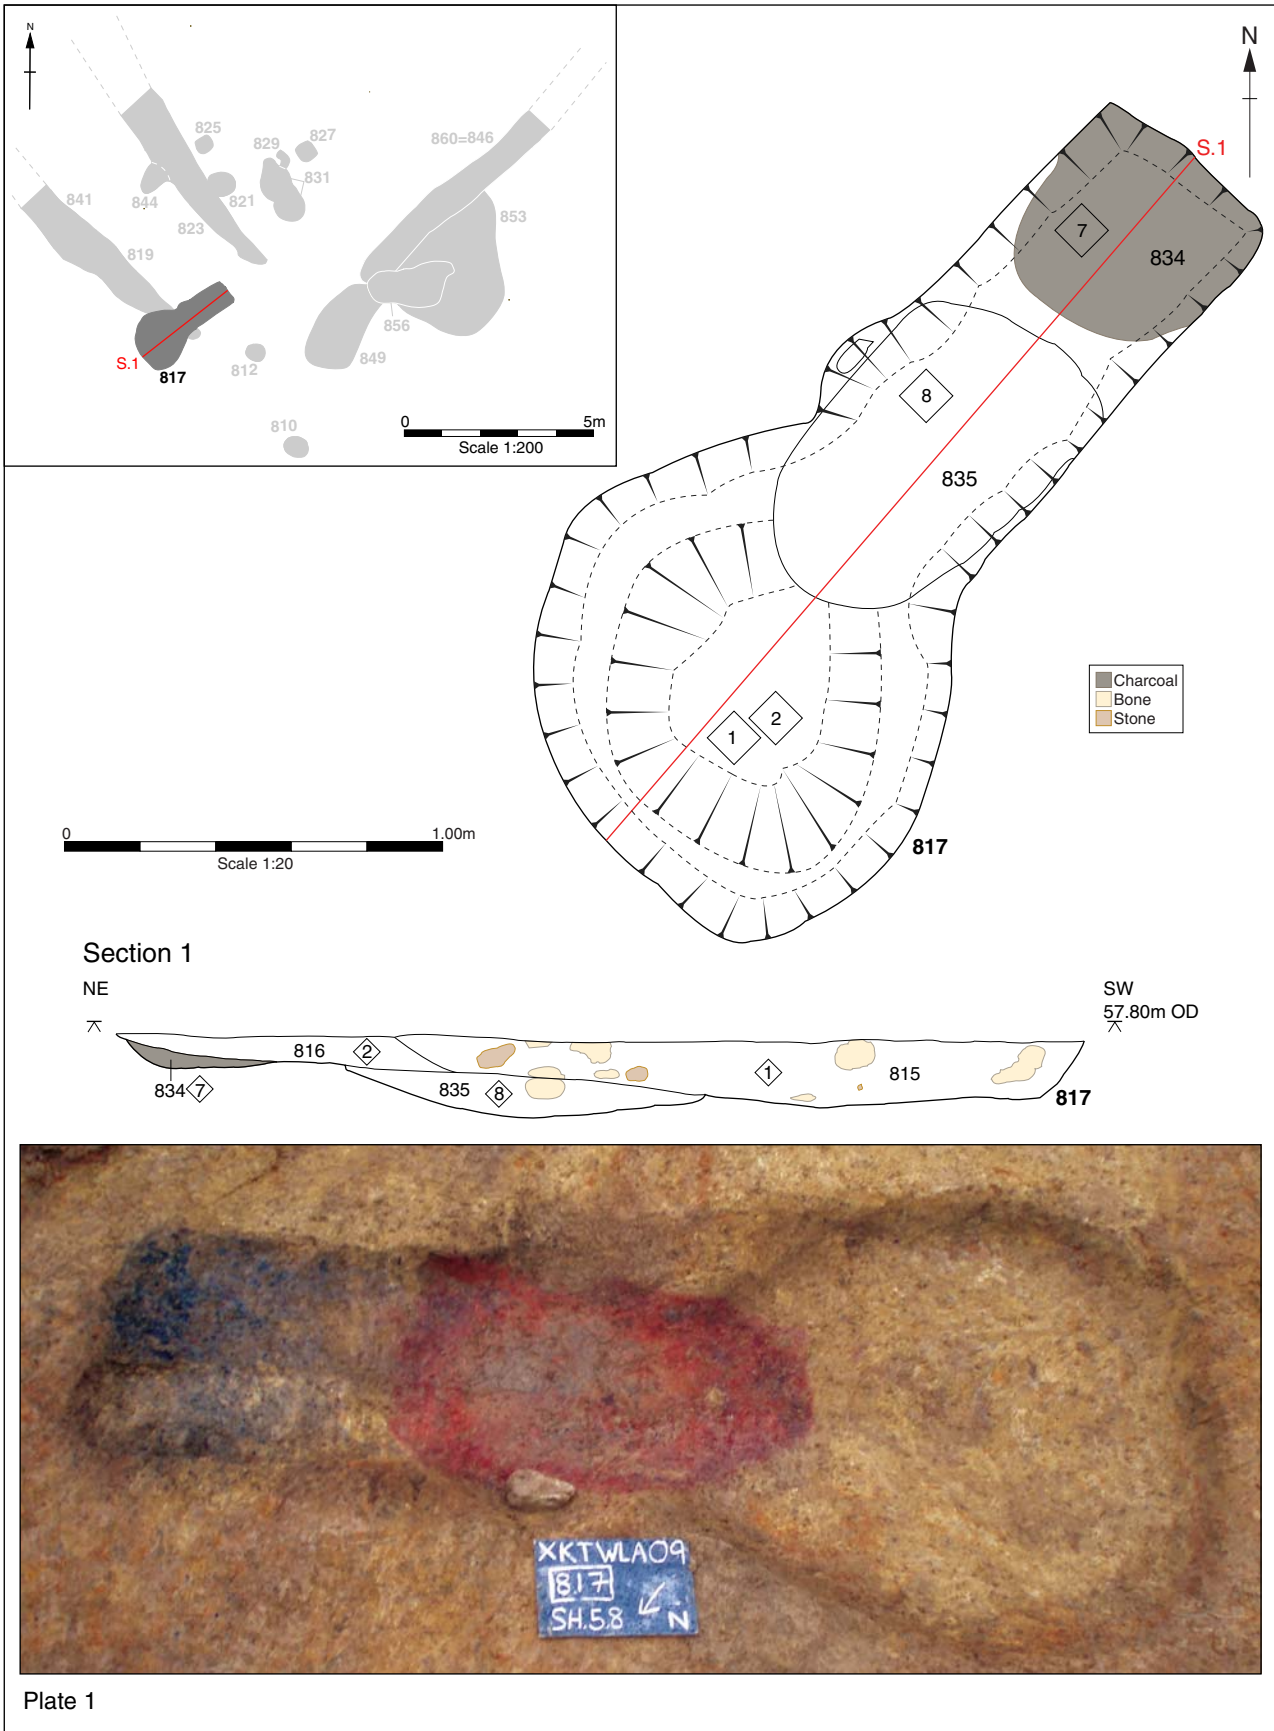 N
825
829
827
860=846
831
841
844
821
853
823
819
856
S.1
817
812
849
810
0 5m
Scale 1:200
N
S.1
7
834
8
835
2
1
817
Charcoal
Bone
Stone
0 1.00m
Scale 1:20
Section 1
NE
SW
57.80m OD
816 2
1 815
834 7
835 8
817
XKTWLA09
817
SH.58 N
Plate 1